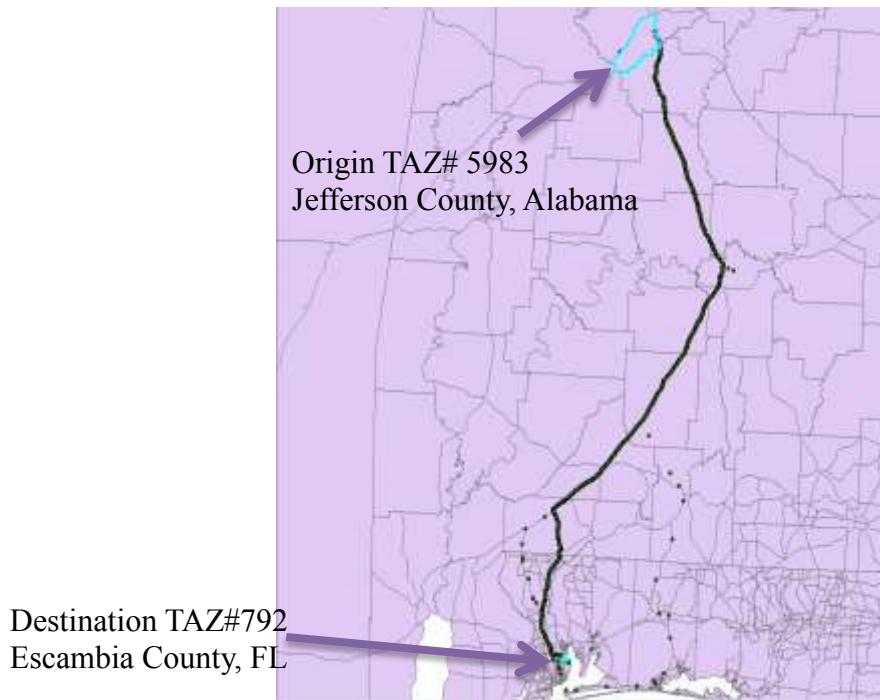 Origin TAZ# 5983
Jefferson County, Alabama
Destination TAZ#792
Escambia County, FL